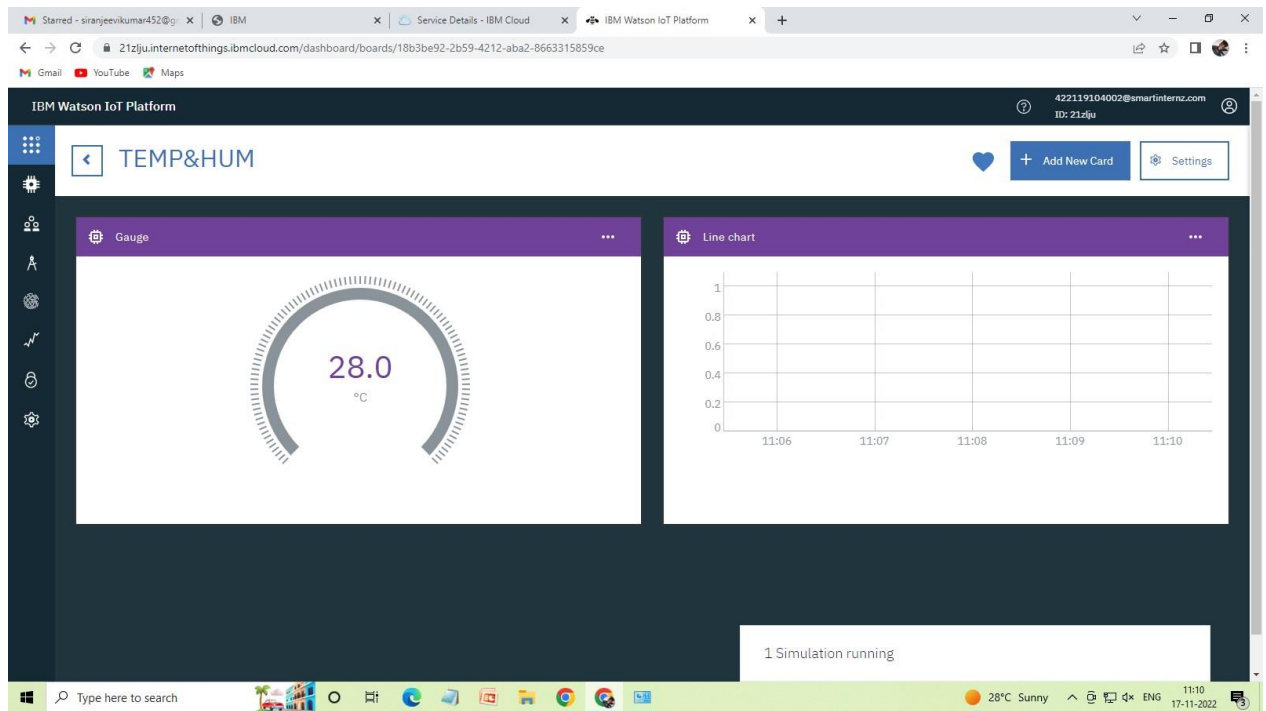 Starred - siranjeevikumar452@g
IBM
Service Details - IBM Cloud
IBM Watson IoT Platform
21zlju.internetofthings.ibmcloud.com/dashboard/boards/18b3be92-2b59-4212-aba2-8663315859ce
Gmail YouTube Maps
IBM Watson IoT Platform
422119104002@smartinternz.com
ID: 21zlju
TEMP&HUM
+ Add New Card
Settings
Gauge
28.0
°C
Line chart
1
0.8
0.6
0.4
0.2
0
11:06 11:07 11:08 11:09 11:10
1 Simulation running
Type here to search
28°C Sunny
ENG
11:10
17-11-2022
3